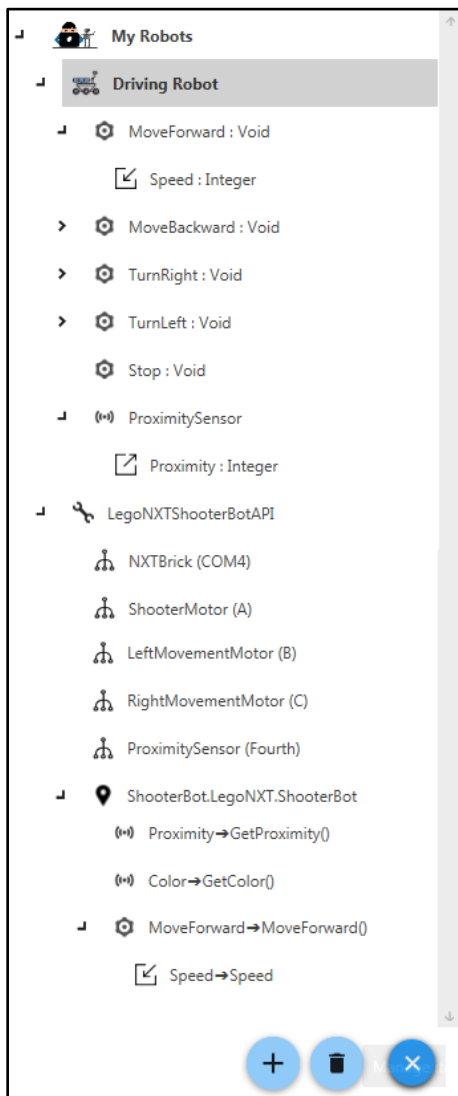 My Robots
Driving Robot
MoveForward : Void
Speed : Integer
MoveBackward : Void
TurnRight : Void
TurnLeft : Void
Stop : Void
ProximitySensor
Proximity : Integer
LegoNXTShooterBotAPI
NXTBrick (COM4)
ShooterMotor (A)
LeftMovementMotor (B)
RightMovementMotor (C)
ProximitySensor (Fourth)
ShooterBot.LegoNXT.ShooterBot
Proximity➔GetProximity()
Color➔GetColor()
MoveForward➔MoveForward()
Speed➔Speed